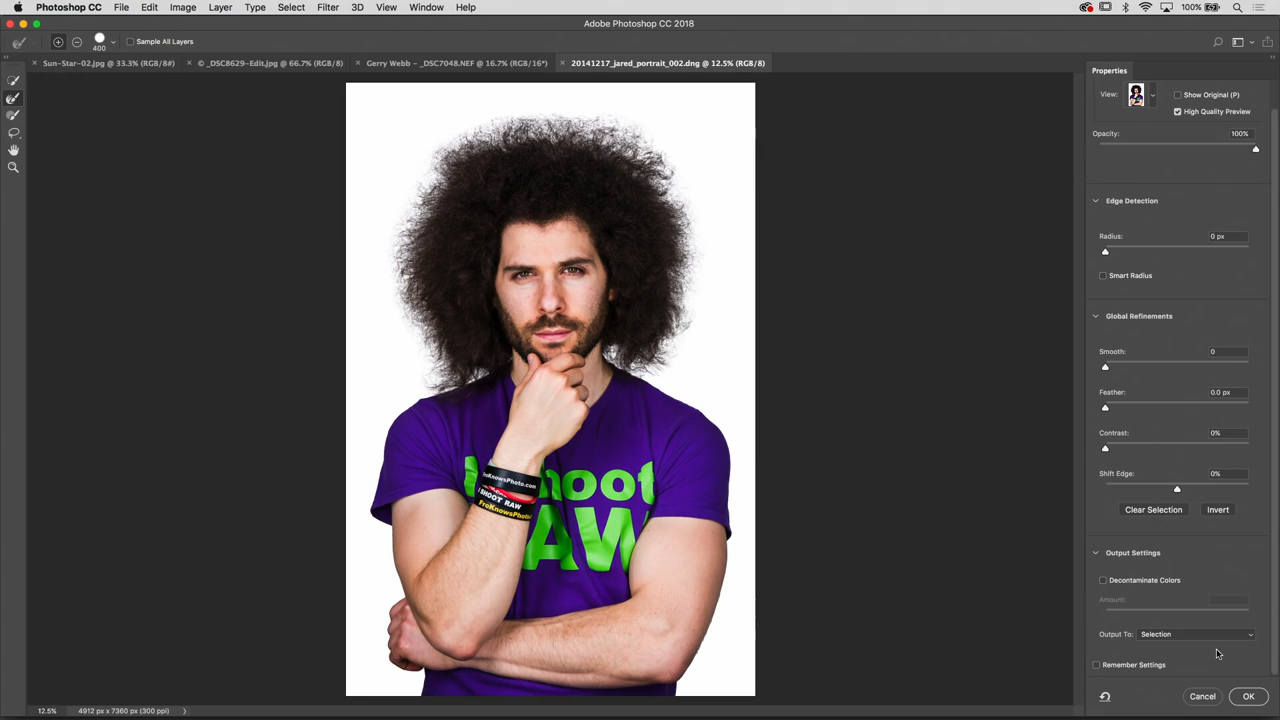 Photoshop CC File Edit Image Layer Type Select Filter 3D View Window Help 100%
Adobe Photoshop CC 2018
400 Sample All Layers
Sun-Star-02.jpg @ 33.3% (RGB/8#) © _DSC8629-Edit.jpg @ 66.7% (RGB/8) Gerry Webb – _DSC7048.NEF @ 16.7% (RGB/16*) 20141217_jared_portrait_002.dng @ 12.5% (RGB/8)
Properties
View: Show Original (P)
High Quality Preview
Opacity: 100%
Edge Detection
Radius: 0 px
Smart Radius
Global Refinements
Smooth: 0
Feather: 0.0 px
Contrast: 0%
Shift Edge: 0%
Clear Selection Invert
Output Settings
Decontaminate Colors
Amount:
Output To: Selection
Remember Settings
Cancel OK
hoot
AW
FroKnowsPhoto.com
I SHOOT RAW
FroKnowsPhoto
12.5% 4912 px x 7360 px (300 ppi)